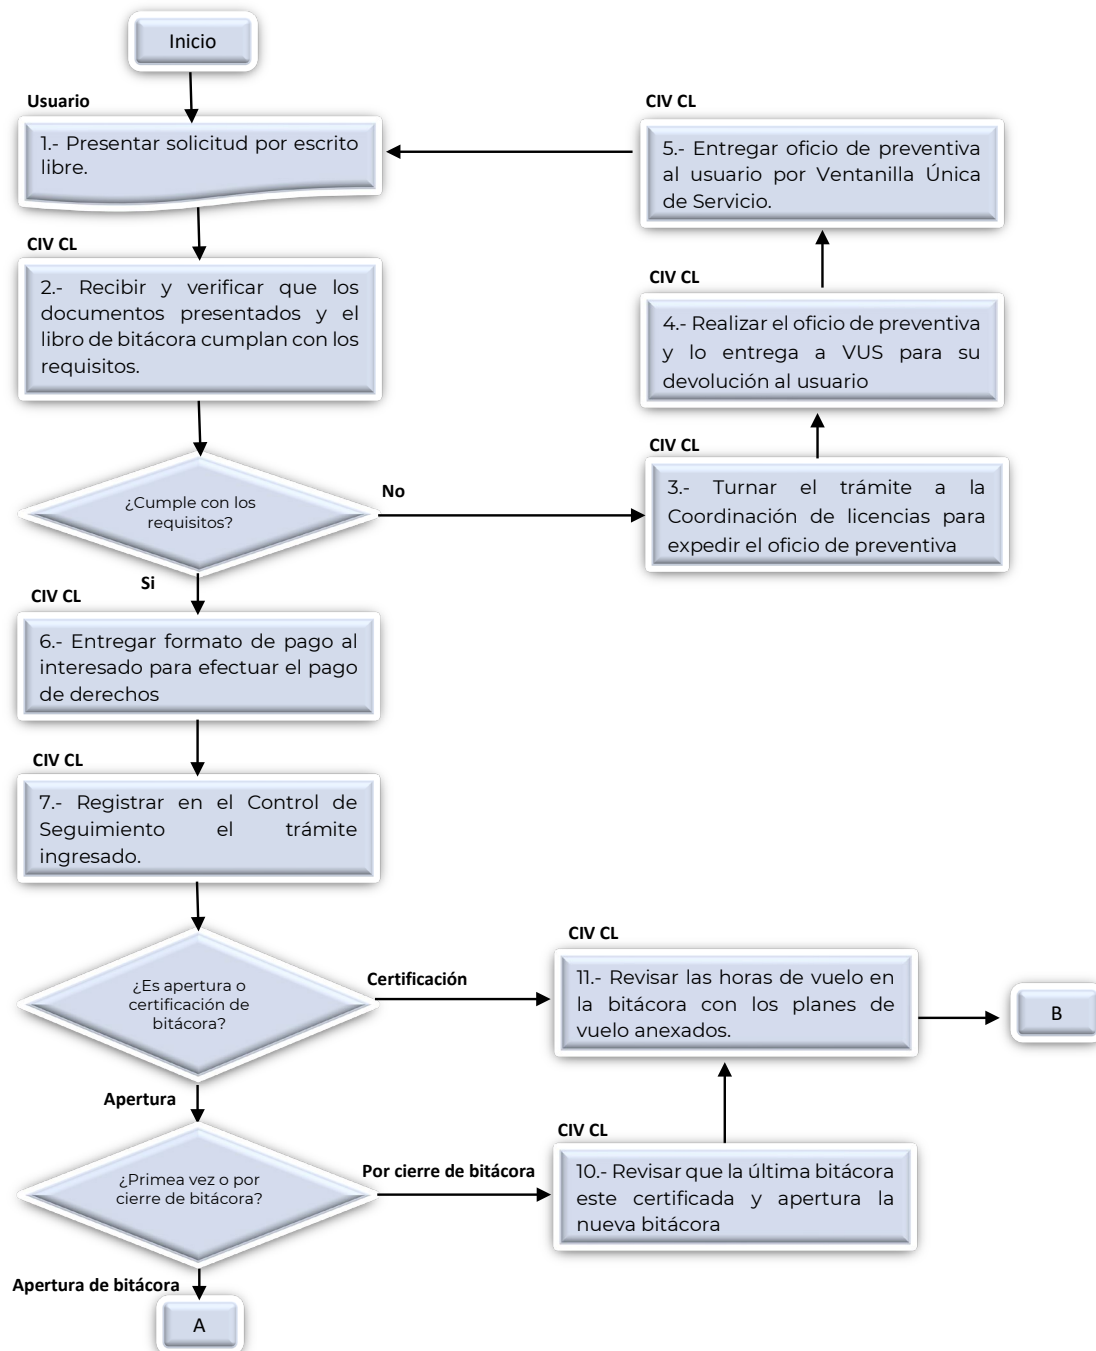 Inicio
Usuario
1.- Presentar solicitud por escrito
libre.
CIV CL
5.- Entregar oficio de preventiva
al usuario por Ventanilla Única
de Servicio.
CIV CL
2.- Recibir y verificar que los
documentos presentados y el
libro de bitácora cumplan con los
requisitos.
CIV CL
4.- Realizar el oficio de preventiva
y lo entrega a VUS para su
devolución al usuario
¿Cumple con los
requisitos?
No
CIV CL
3.- Turnar el trámite a la
Coordinación de licencias para
expedir el oficio de preventiva
Si
CIV CL
6.- Entregar formato de pago al
interesado para efectuar el pago
de derechos
CIV CL
7.- Registrar en el Control de
Seguimiento el trámite
ingresado.
¿Es apertura o
certificación de
bitácora?
Certificación
CIV CL
11.- Revisar las horas de vuelo en
la bitácora con los planes de
vuelo anexados.
B
Apertura
¿Primea vez o por
cierre de bitácora?
Por cierre de bitácora
CIV CL
10.- Revisar que la última bitácora
este certificada y apertura la
nueva bitácora
Apertura de bitácora
A